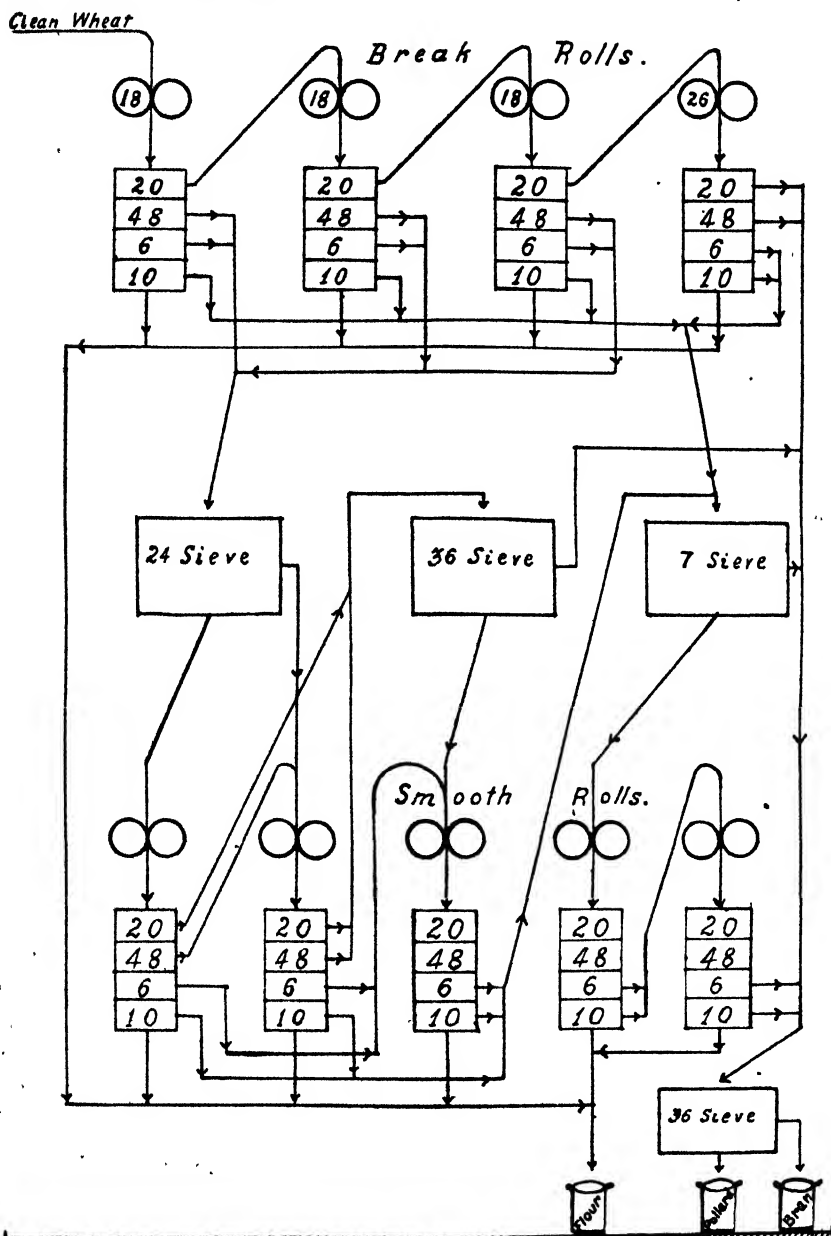 Clean Wheat
Break Rolls.
18 18 18 26
20 20 20 20
48 48 48 48
6 6 6 6
10 10 10 10
24 Sieve 36 Sieve 7 Sieve
Smooth Rolls.
20 20 20 20 20
48 48 48 48 48
6 6 6 6 6
10 10 10 10 10
36 Sieve
Flour Pollard Bran